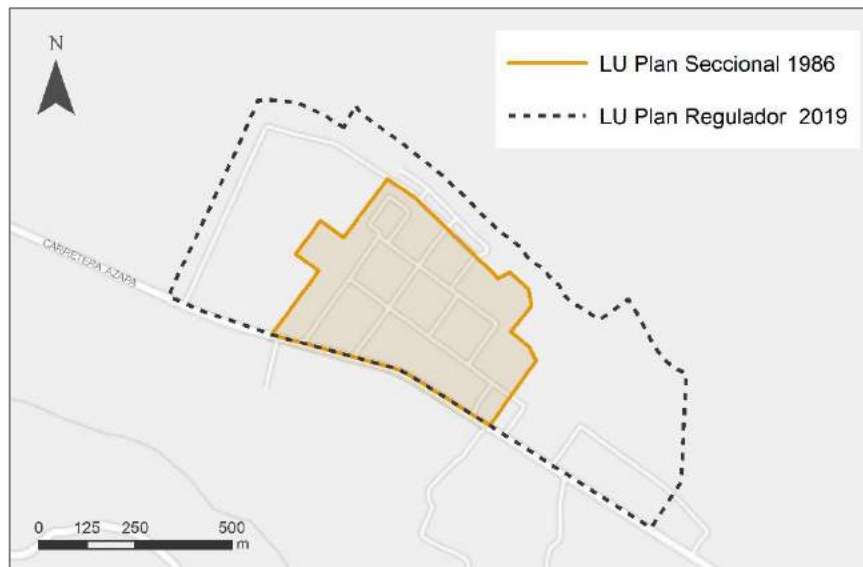 N
LU Plan Seccional 1986
LU Plan Regulador 2019
CARRETERA AZAPA
0 125 250 500
m